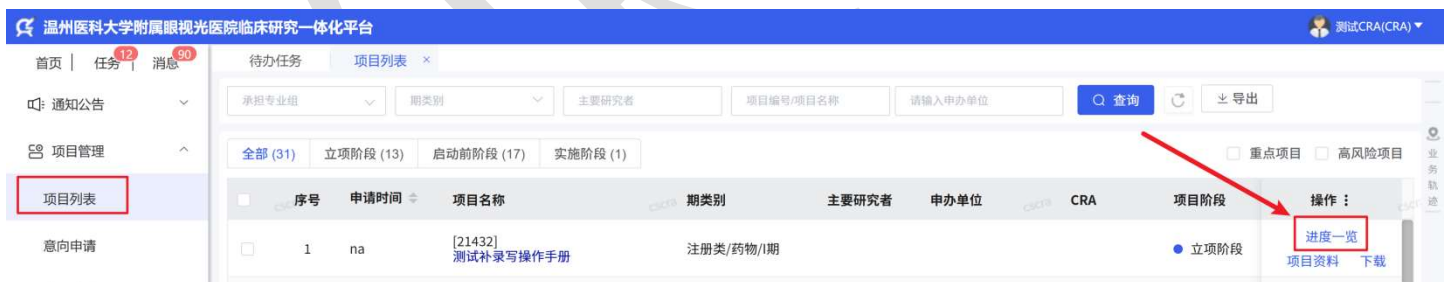 温州医科大学附属眼视光医院临床研究一体化平台 测试CRA(CRA)
首页 任务 12 消息 90 待办任务 项目列表 ×
通知公告 承担专业组 期类别 主要研究者 项目编号/项目名称 请输入申办单位 查询 导出
项目管理 全部 (31) 立项阶段 (13) 启动前阶段 (17) 实施阶段 (1) 重点项目 高风险项目
业务轨迹
项目列表 序号 申请时间 项目名称 期类别 主要研究者 申办单位 CRA 项目阶段 操作
意向申请 1 na [21432] 注册类/药物/I期 立项阶段 进度一览
测试补录写操作手册 项目资料 下载